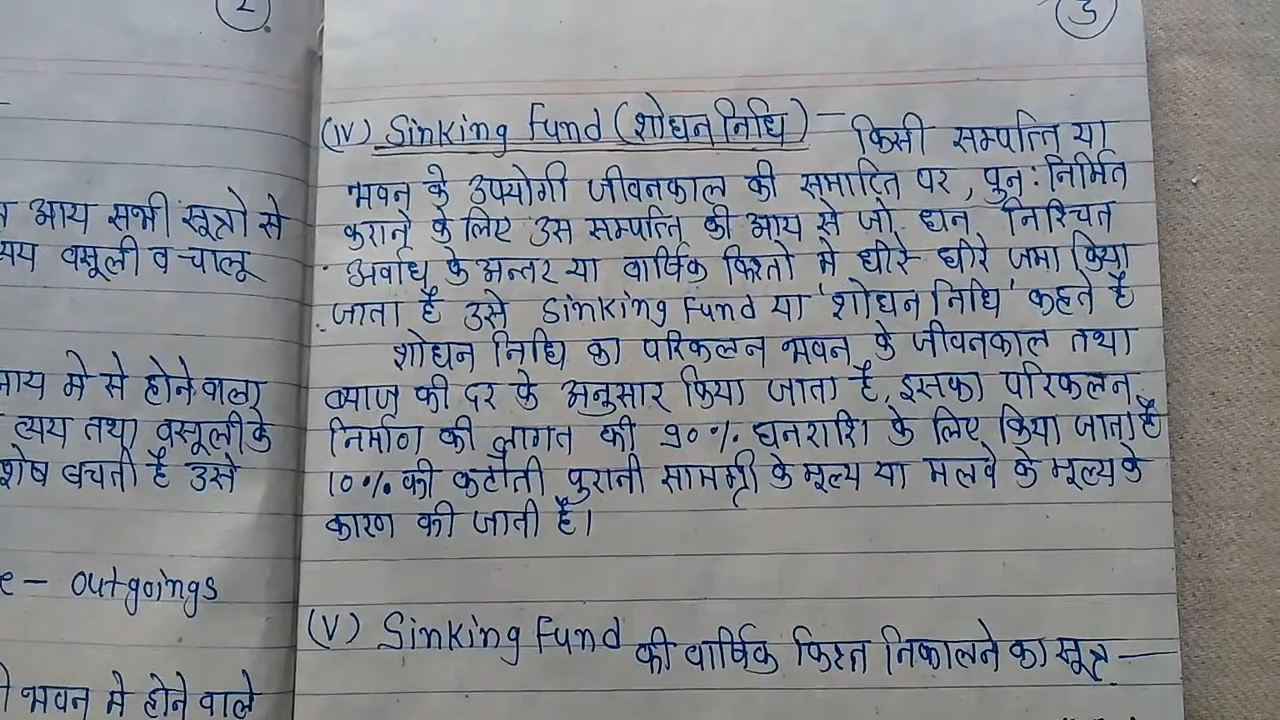 2
त आय सभी सूत्रो से
यय वसूली व चालू
आय मे से होने वाला
व्यय तथा वसूली के
शेष बचती है उसे
e - outgoings
भवन मे होने वाले
3
(IV) Sinking Fund (शोधन निधि) - किसी सम्पत्ति या
भवन के उपयोगी जीवनकाल की समाप्ति पर, पुन: निर्मित
कराने के लिए उस सम्पत्ति की आय से जो धन निश्चित
अवधि के अन्तर या वार्षिक किस्तो मे धीरे धीरे जमा किया
जाता है उसे Sinking Fund या 'शोधन निधि' कहते है
शोधन निधि का परिकलन भवन के जीवनकाल तथा
ब्याज की दर के अनुसार किया जाता है, इसका परिकलन
निर्माण की लागत की 90% धनराशि के लिए किया जाता है
10% की कटौती पुरानी सामग्री के मूल्य या मलवे के मूल्य के
कारण की जाती है।
(V) Sinking Fund की वार्षिक किस्त निकालने का सूत्र —